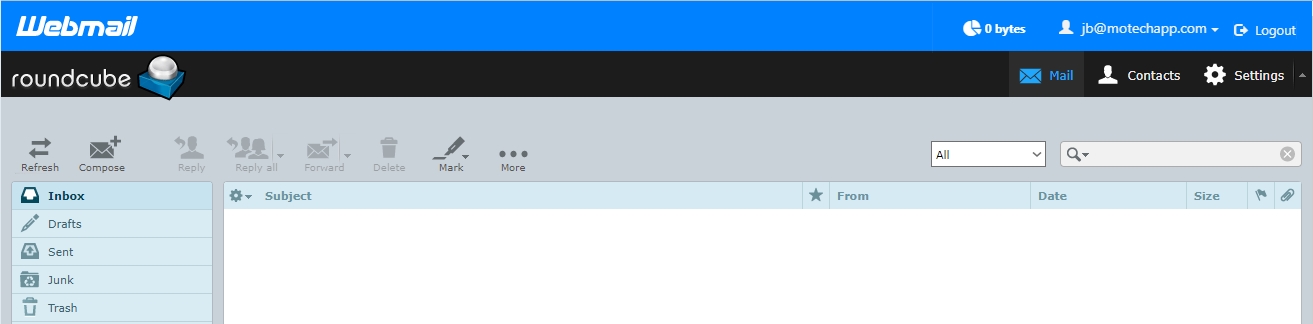 Webmail
0 bytes
jb@motechapp.com
Logout
roundcube
Mail
Contacts
Settings
Refresh
Compose
Reply
Reply all
Forward
Delete
Mark
More
All
Inbox
Subject
From
Date
Size
Drafts
Sent
Junk
Trash